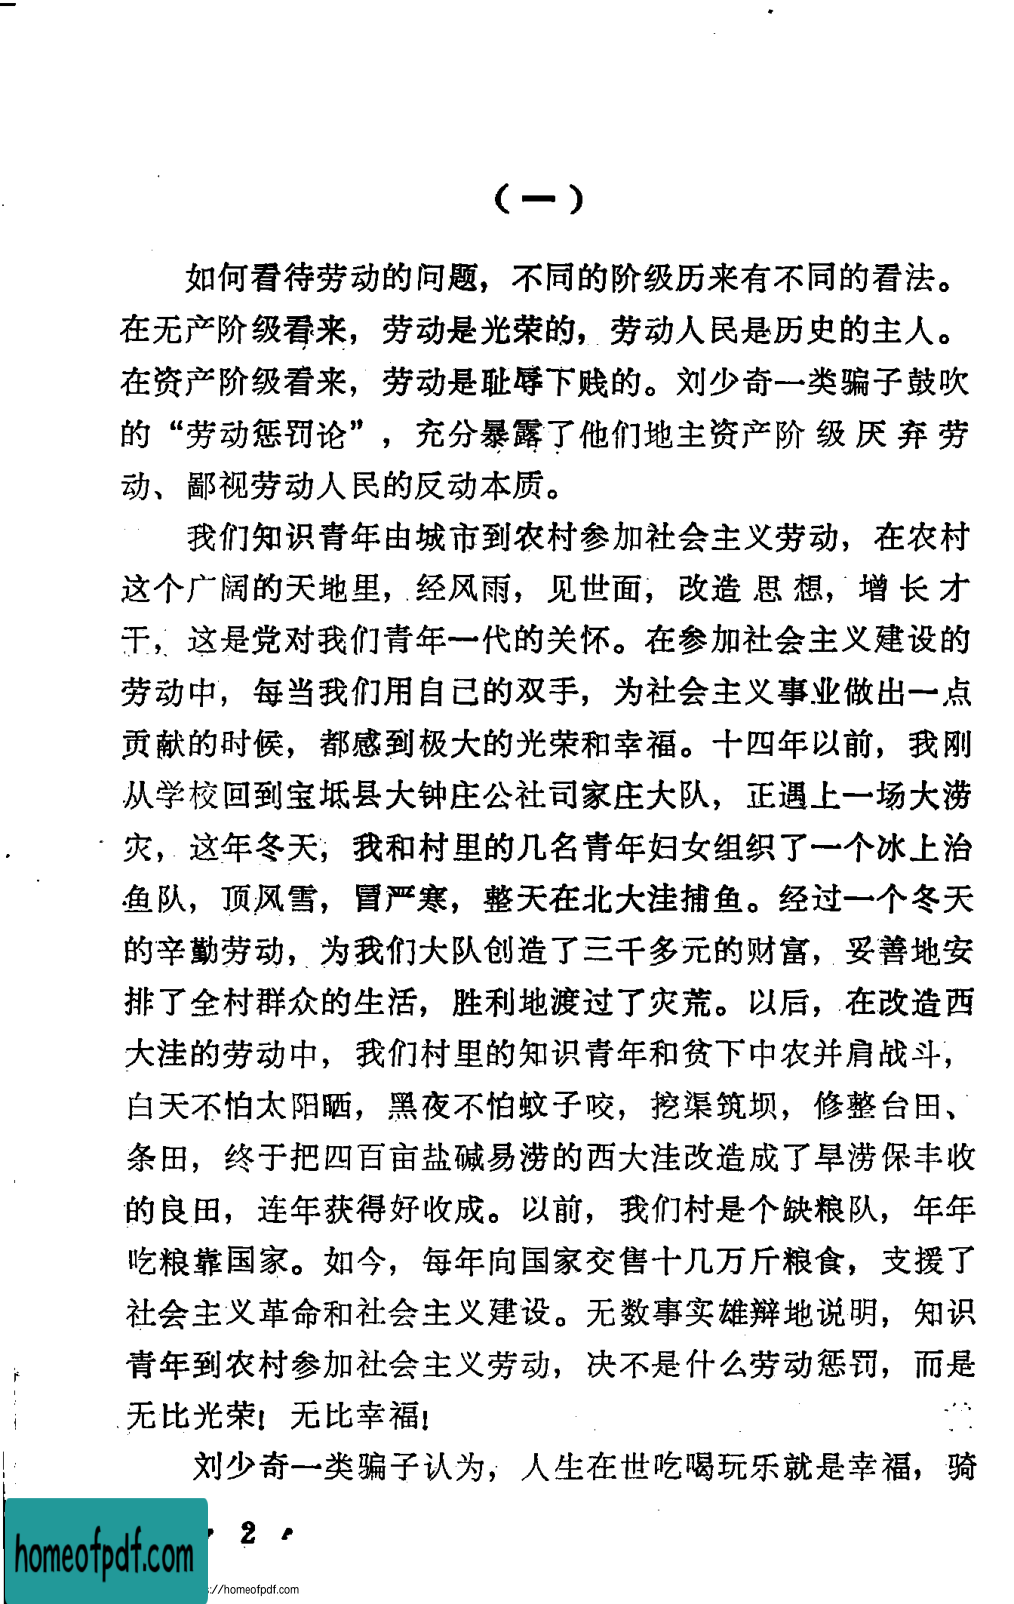 （一）
如何看待劳动的问题，不同的阶级历来有不同的看法。
在无产阶级看来，劳动是光荣的，劳动人民是历史的主人。
在资产阶级看来，劳动是耻辱下贱的。刘少奇一类骗子鼓吹
的“劳动惩罚论”，充分暴露了他们地主资产阶级厌弃劳
动、鄙视劳动人民的反动本质。
我们知识青年由城市到农村参加社会主义劳动，在农村
这个广阔的天地里，经风雨，见世面，改造思想，增长才
干，这是党对我们青年一代的关怀。在参加社会主义建设的
劳动中，每当我们用自己的双手，为社会主义事业做出一点
贡献的时候，都感到极大的光荣和幸福。十四年以前，我刚
从学校回到宝坻县大钟庄公社司家庄大队，正遇上一场大涝
灾，这年冬天，我和村里的几名青年妇女组织了一个冰上治
鱼队，顶风雪，冒严寒，整天在北大洼捕鱼。经过一个冬天
的辛勤劳动，为我们大队创造了三千多元的财富，妥善地安
排了全村群众的生活，胜利地渡过了灾荒。以后，在改造西
大洼的劳动中，我们村里的知识青年和贫下中农并肩战斗，
白天不怕太阳晒，黑夜不怕蚊子咬，挖渠筑坝，修整台田、
条田，终于把四百亩盐碱易涝的西大洼改造成了旱涝保丰收
的良田，连年获得好收成。以前，我们村是个缺粮队，年年
吃粮靠国家。如今，每年向国家交售十几万斤粮食，支援了
社会主义革命和社会主义建设。无数事实雄辩地说明，知识
青年到农村参加社会主义劳动，决不是什么劳动惩罚，而是
无比光荣！无比幸福！
刘少奇一类骗子认为，人生在世吃喝玩乐就是幸福，骑
2
homeofpdf.com
://homeofpdf.com